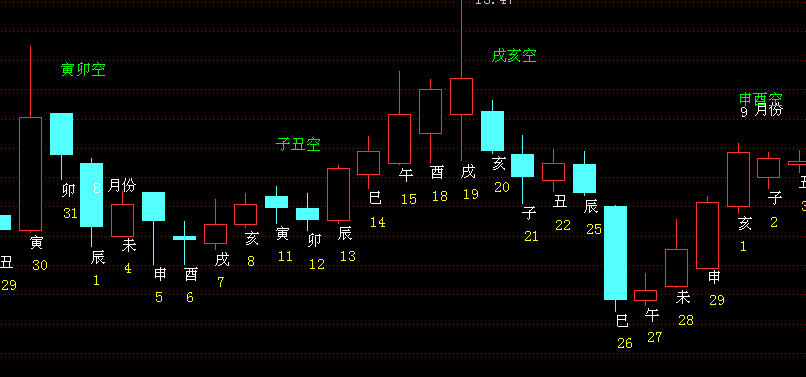 13.47
戌亥空
寅卯空
申酉空
9 月份
子丑空
卯
31
8 月份
寅
30
丑
29
辰
1
未
4
申
5
酉
6
戌
7
亥
8
寅
11
卯
12
辰
13
巳
14
午
15
酉
18
戌
19
亥
20
子
21
丑
22
辰
25
巳
26
午
27
未
28
申
29
亥
1
子
2
丑